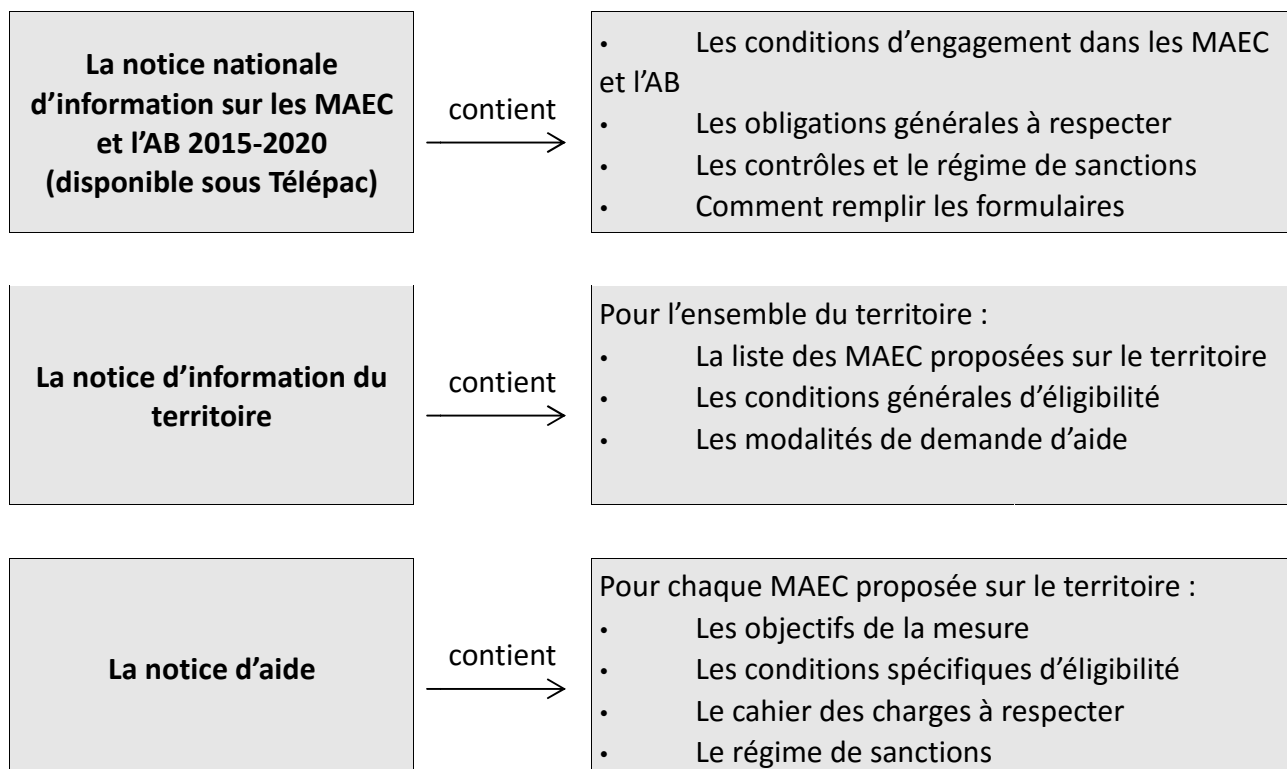 La notice nationale
d’information sur les MAEC
et l’AB 2015-2020
(disponible sous Télépac)
contient
• Les conditions d’engagement dans les MAEC
et l’AB
• Les obligations générales à respecter
• Les contrôles et le régime de sanctions
• Comment remplir les formulaires
La notice d’information du
territoire
contient
Pour l’ensemble du territoire :
• La liste des MAEC proposées sur le territoire
• Les conditions générales d’éligibilité
• Les modalités de demande d’aide
La notice d’aide
contient
Pour chaque MAEC proposée sur le territoire :
• Les objectifs de la mesure
• Les conditions spécifiques d’éligibilité
• Le cahier des charges à respecter
• Le régime de sanctions